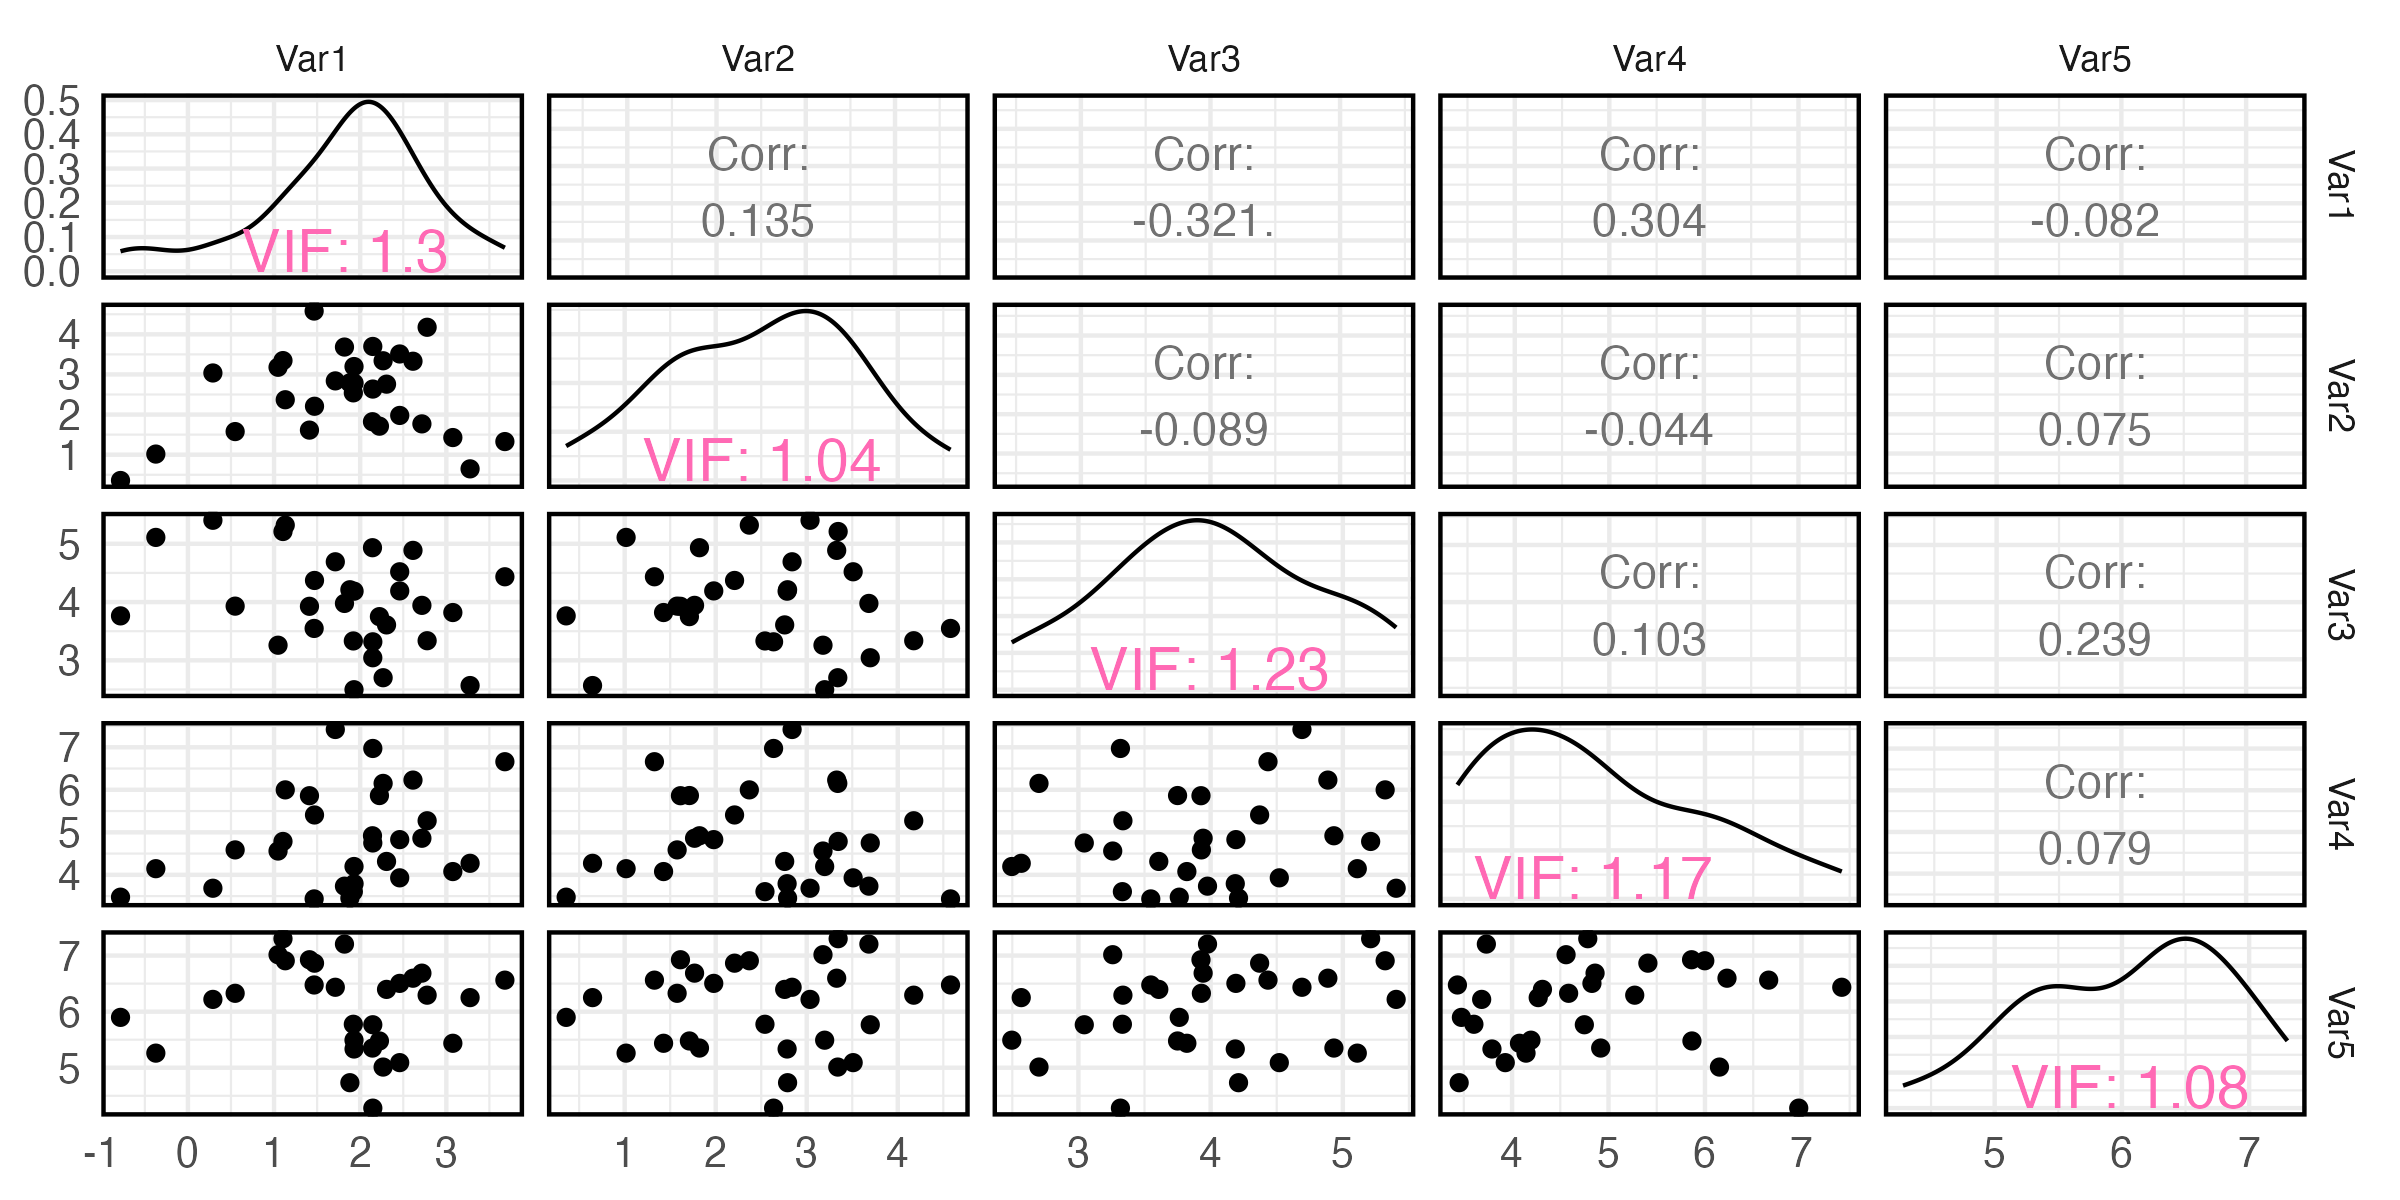 Var1 Var2 Var3 Var4 Var5
0.5
0.4
0.3
0.2
0.1
0.0
VIF: 1.3
Corr:
0.135
Corr:
-0.321.
Corr:
0.304
Corr:
-0.082
Var1
4
3
2
1
VIF: 1.04
Corr:
-0.089
Corr:
-0.044
Corr:
0.075
Var2
5
4
3
VIF: 1.23
Corr:
0.103
Corr:
0.239
Var3
7
6
5
4
VIF: 1.17
Corr:
0.079
Var4
7
6
5
VIF: 1.08
Var5
-1 0 1 2 3 1 2 3 4 3 4 5 4 5 6 7 5 6 7